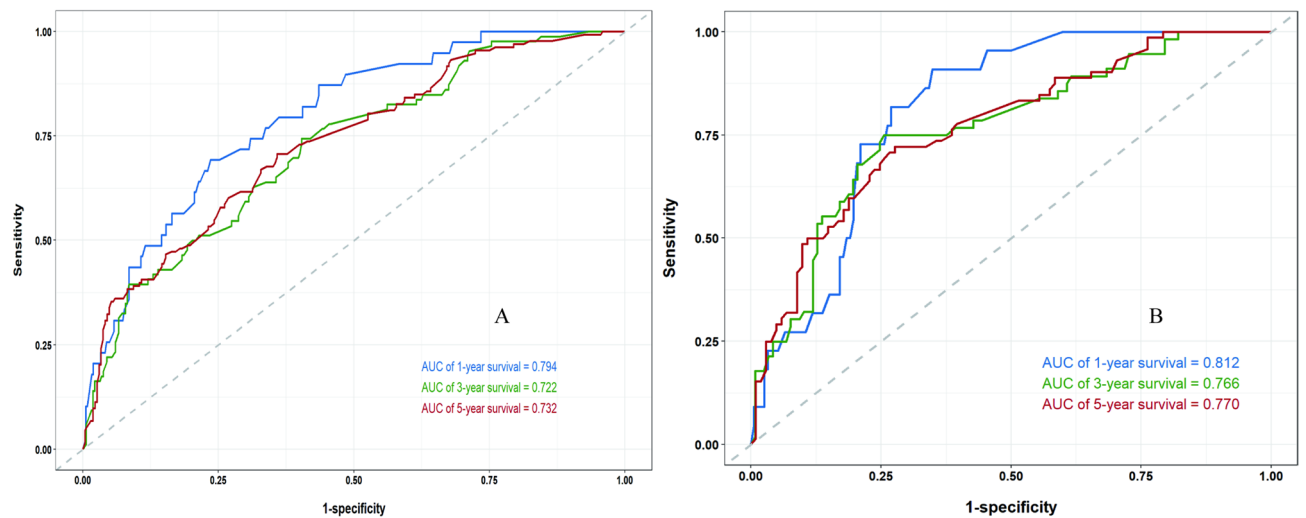 1.00
0.75
0.50
0.25
0.00
Sensitivity
A
AUC of 1-year survival = 0.794
AUC of 3-year survival = 0.722
AUC of 5-year survival = 0.732
0.00 0.25 0.50 0.75 1.00
1-specificity
1.00
0.75
0.50
0.25
0.00
Sensitivity
B
AUC of 1-year survival = 0.812
AUC of 3-year survival = 0.766
AUC of 5-year survival = 0.770
0.00 0.25 0.50 0.75 1.00
1-specificity